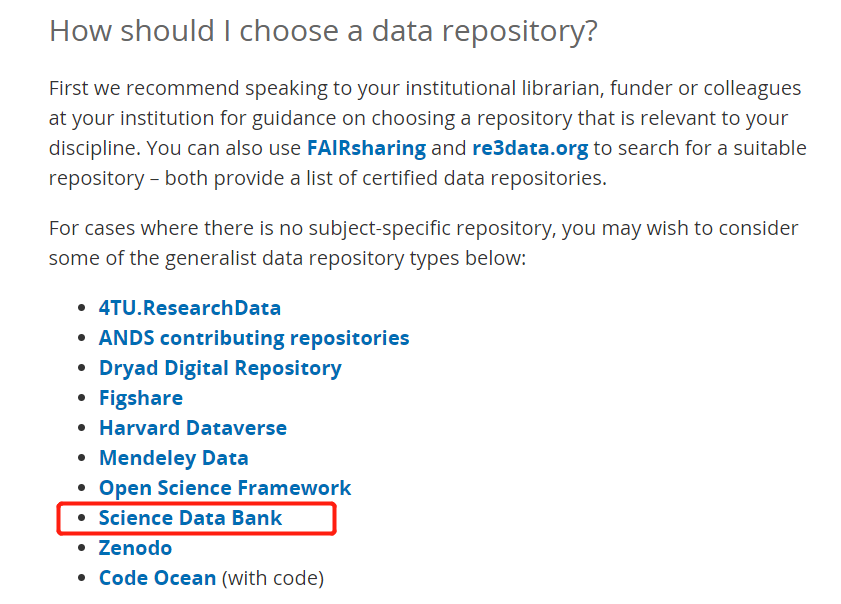 How should I choose a data repository?
First we recommend speaking to your institutional librarian, funder or colleagues
at your institution for guidance on choosing a repository that is relevant to your
discipline. You can also use FAIRsharing and re3data.org to search for a suitable
repository – both provide a list of certified data repositories.
For cases where there is no subject-specific repository, you may wish to consider
some of the generalist data repository types below:
• 4TU.ResearchData
• ANDS contributing repositories
• Dryad Digital Repository
• Figshare
• Harvard Dataverse
• Mendeley Data
• Open Science Framework
• Science Data Bank
• Zenodo
• Code Ocean (with code)